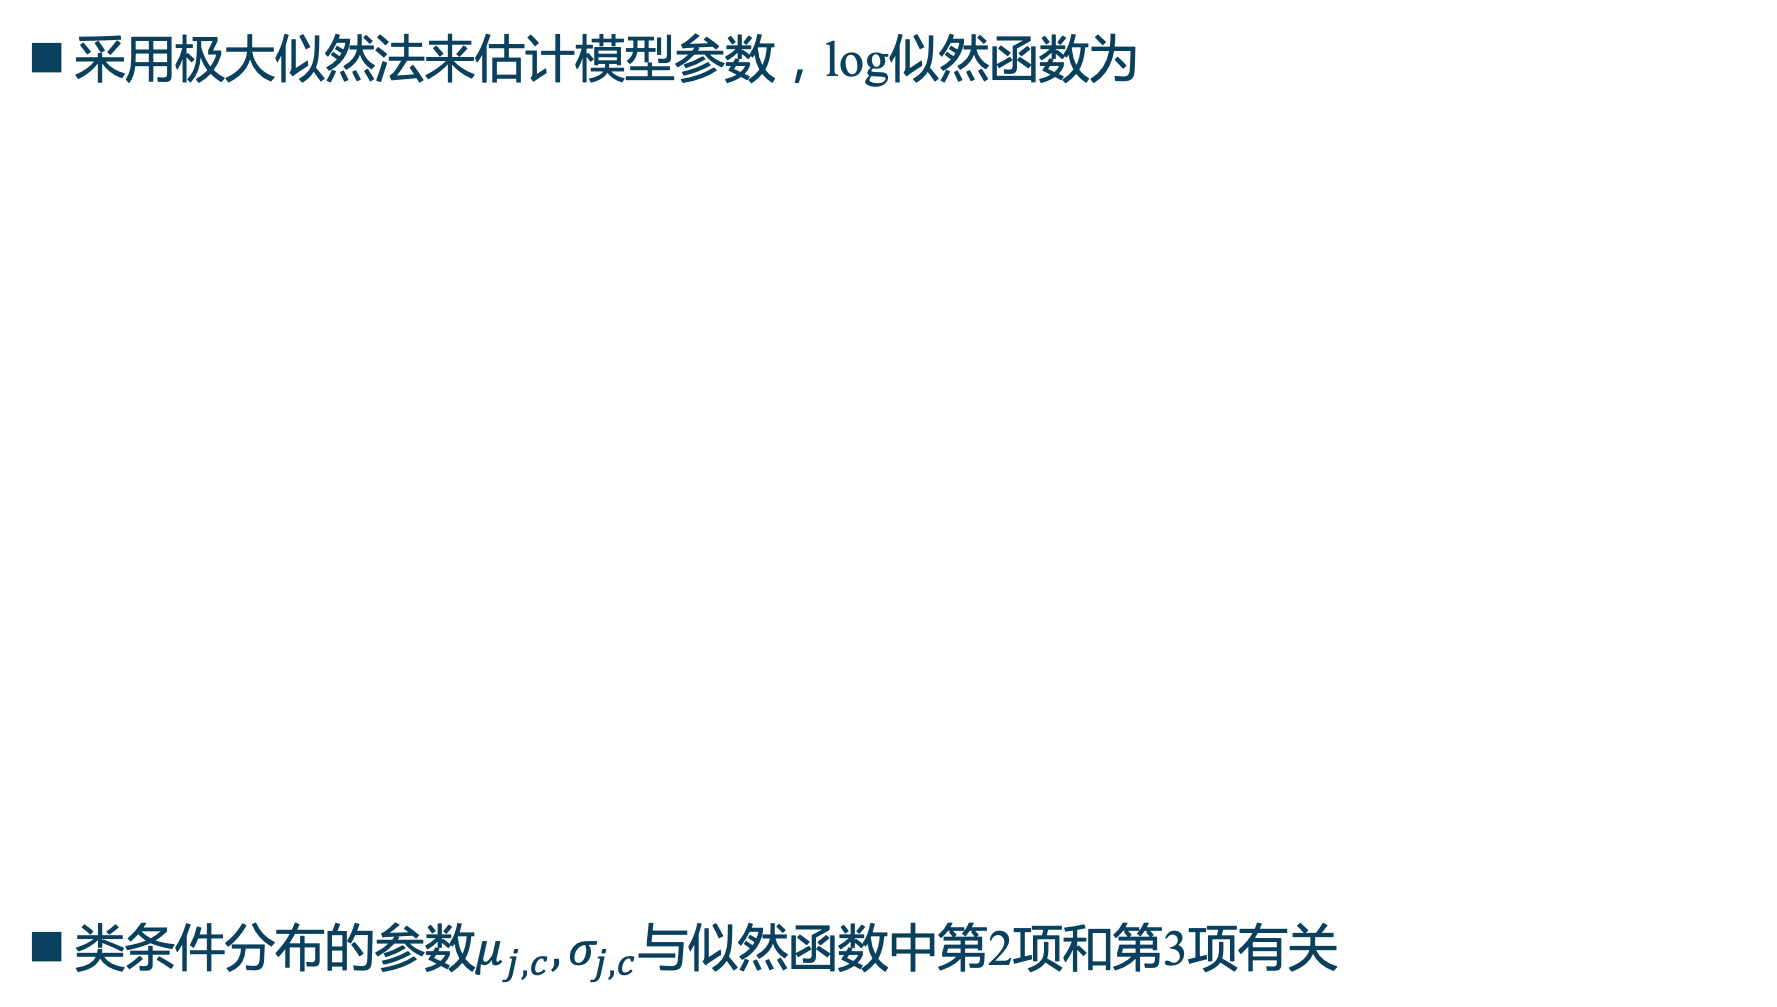 ■ 采用极大似然法来估计模型参数，log似然函数为
■ 类条件分布的参数μ_{j,c}, σ_{j,c}与似然函数中第2项和第3项有关